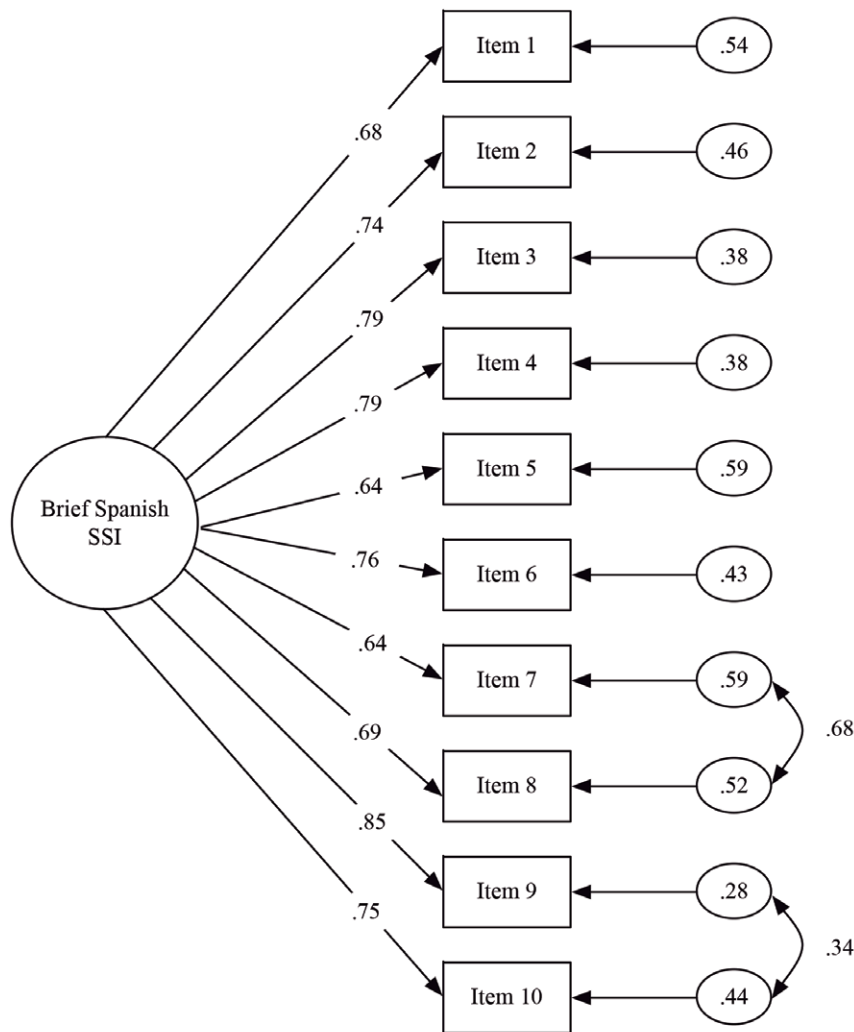 Item 1
.54
.68
Item 2
.46
.74
Item 3
.38
.79
Item 4
.38
.79
Item 5
.59
.64
Brief Spanish
SSI
Item 6
.43
.76
Item 7
.59
.64
.68
Item 8
.52
.69
Item 9
.28
.85
.75
.34
Item 10
.44